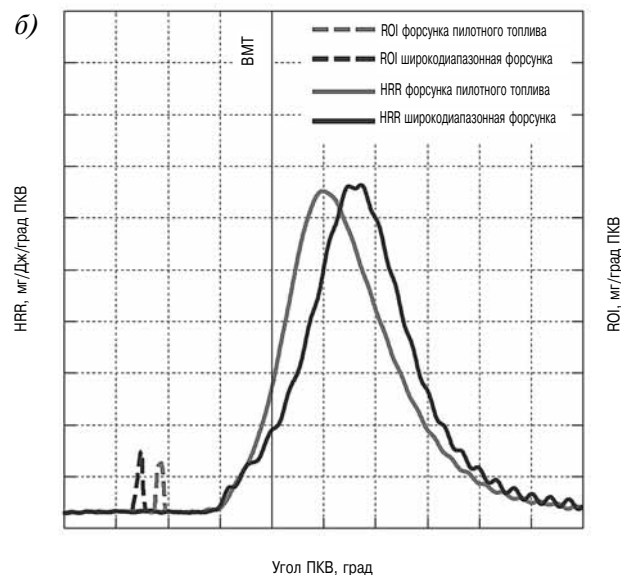 б)
ВМТ
ROI форсунка пилотного топлива
ROI широкодиапазонная форсунка
HRR форсунка пилотного топлива
HRR широкодиапазонная форсунка
HRR, мг/Дж/град ПКВ
ROI, мг/град ПКВ
Угол ПКВ, град